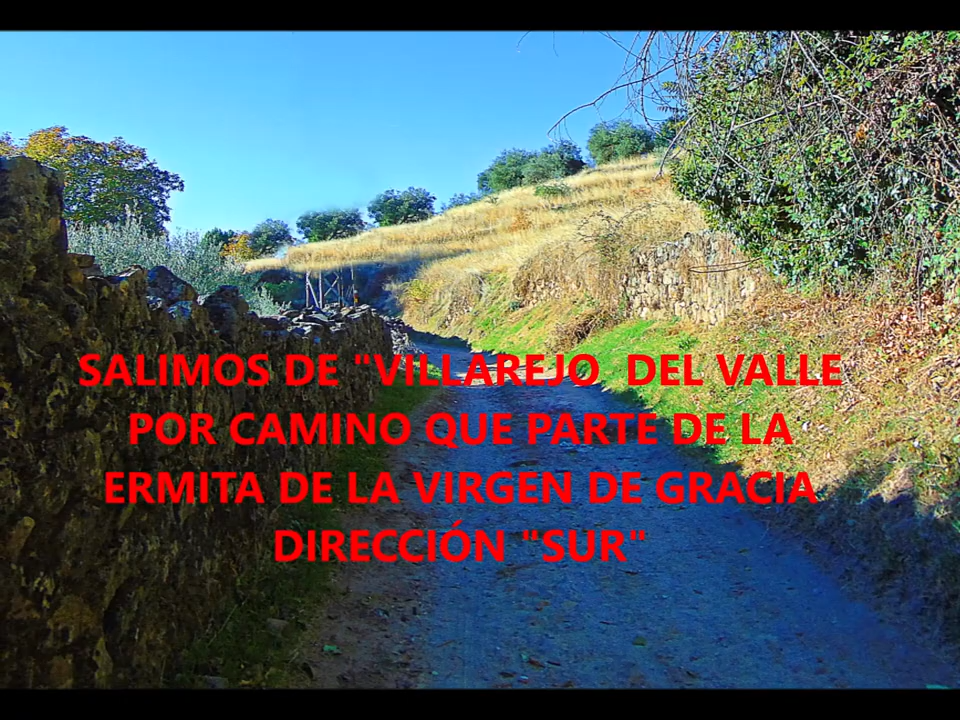 SALIMOS DE "VILLAREJO  DEL VALLE
POR CAMINO QUE PARTE DE LA
ERMITA DE LA VIRGEN DE GRACIA
DIRECCIÓN "SUR"